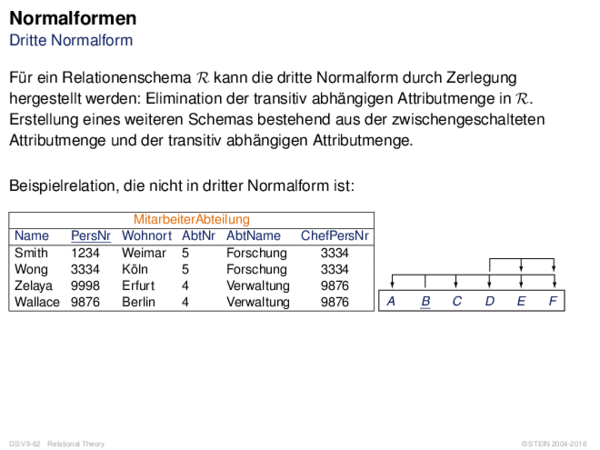 Normalformen
Dritte Normalform
Für ein Relationenschema ℛ kann die dritte Normalform durch Zerlegung
hergestellt werden: Elimination der transitiv abhängigen Attributmenge in ℛ.
Erstellung eines weiteren Schemas bestehend aus der zwischengeschalteten
Attributmenge und der transitiv abhängigen Attributmenge.
Beispielrelation, die nicht in dritter Normalform ist:
MitarbeiterAbteilung
Name PersNr Wohnort AbtNr AbtName ChefPersNr
Smith 1234 Weimar 5 Forschung 3334
Wong 3334 Köln 5 Forschung 3334
Zelaya 9998 Erfurt 4 Verwaltung 9876
Wallace 9876 Berlin 4 Verwaltung 9876
A B C D E F
DB:VII-62 Relational Theory
© STEIN 2004-2018